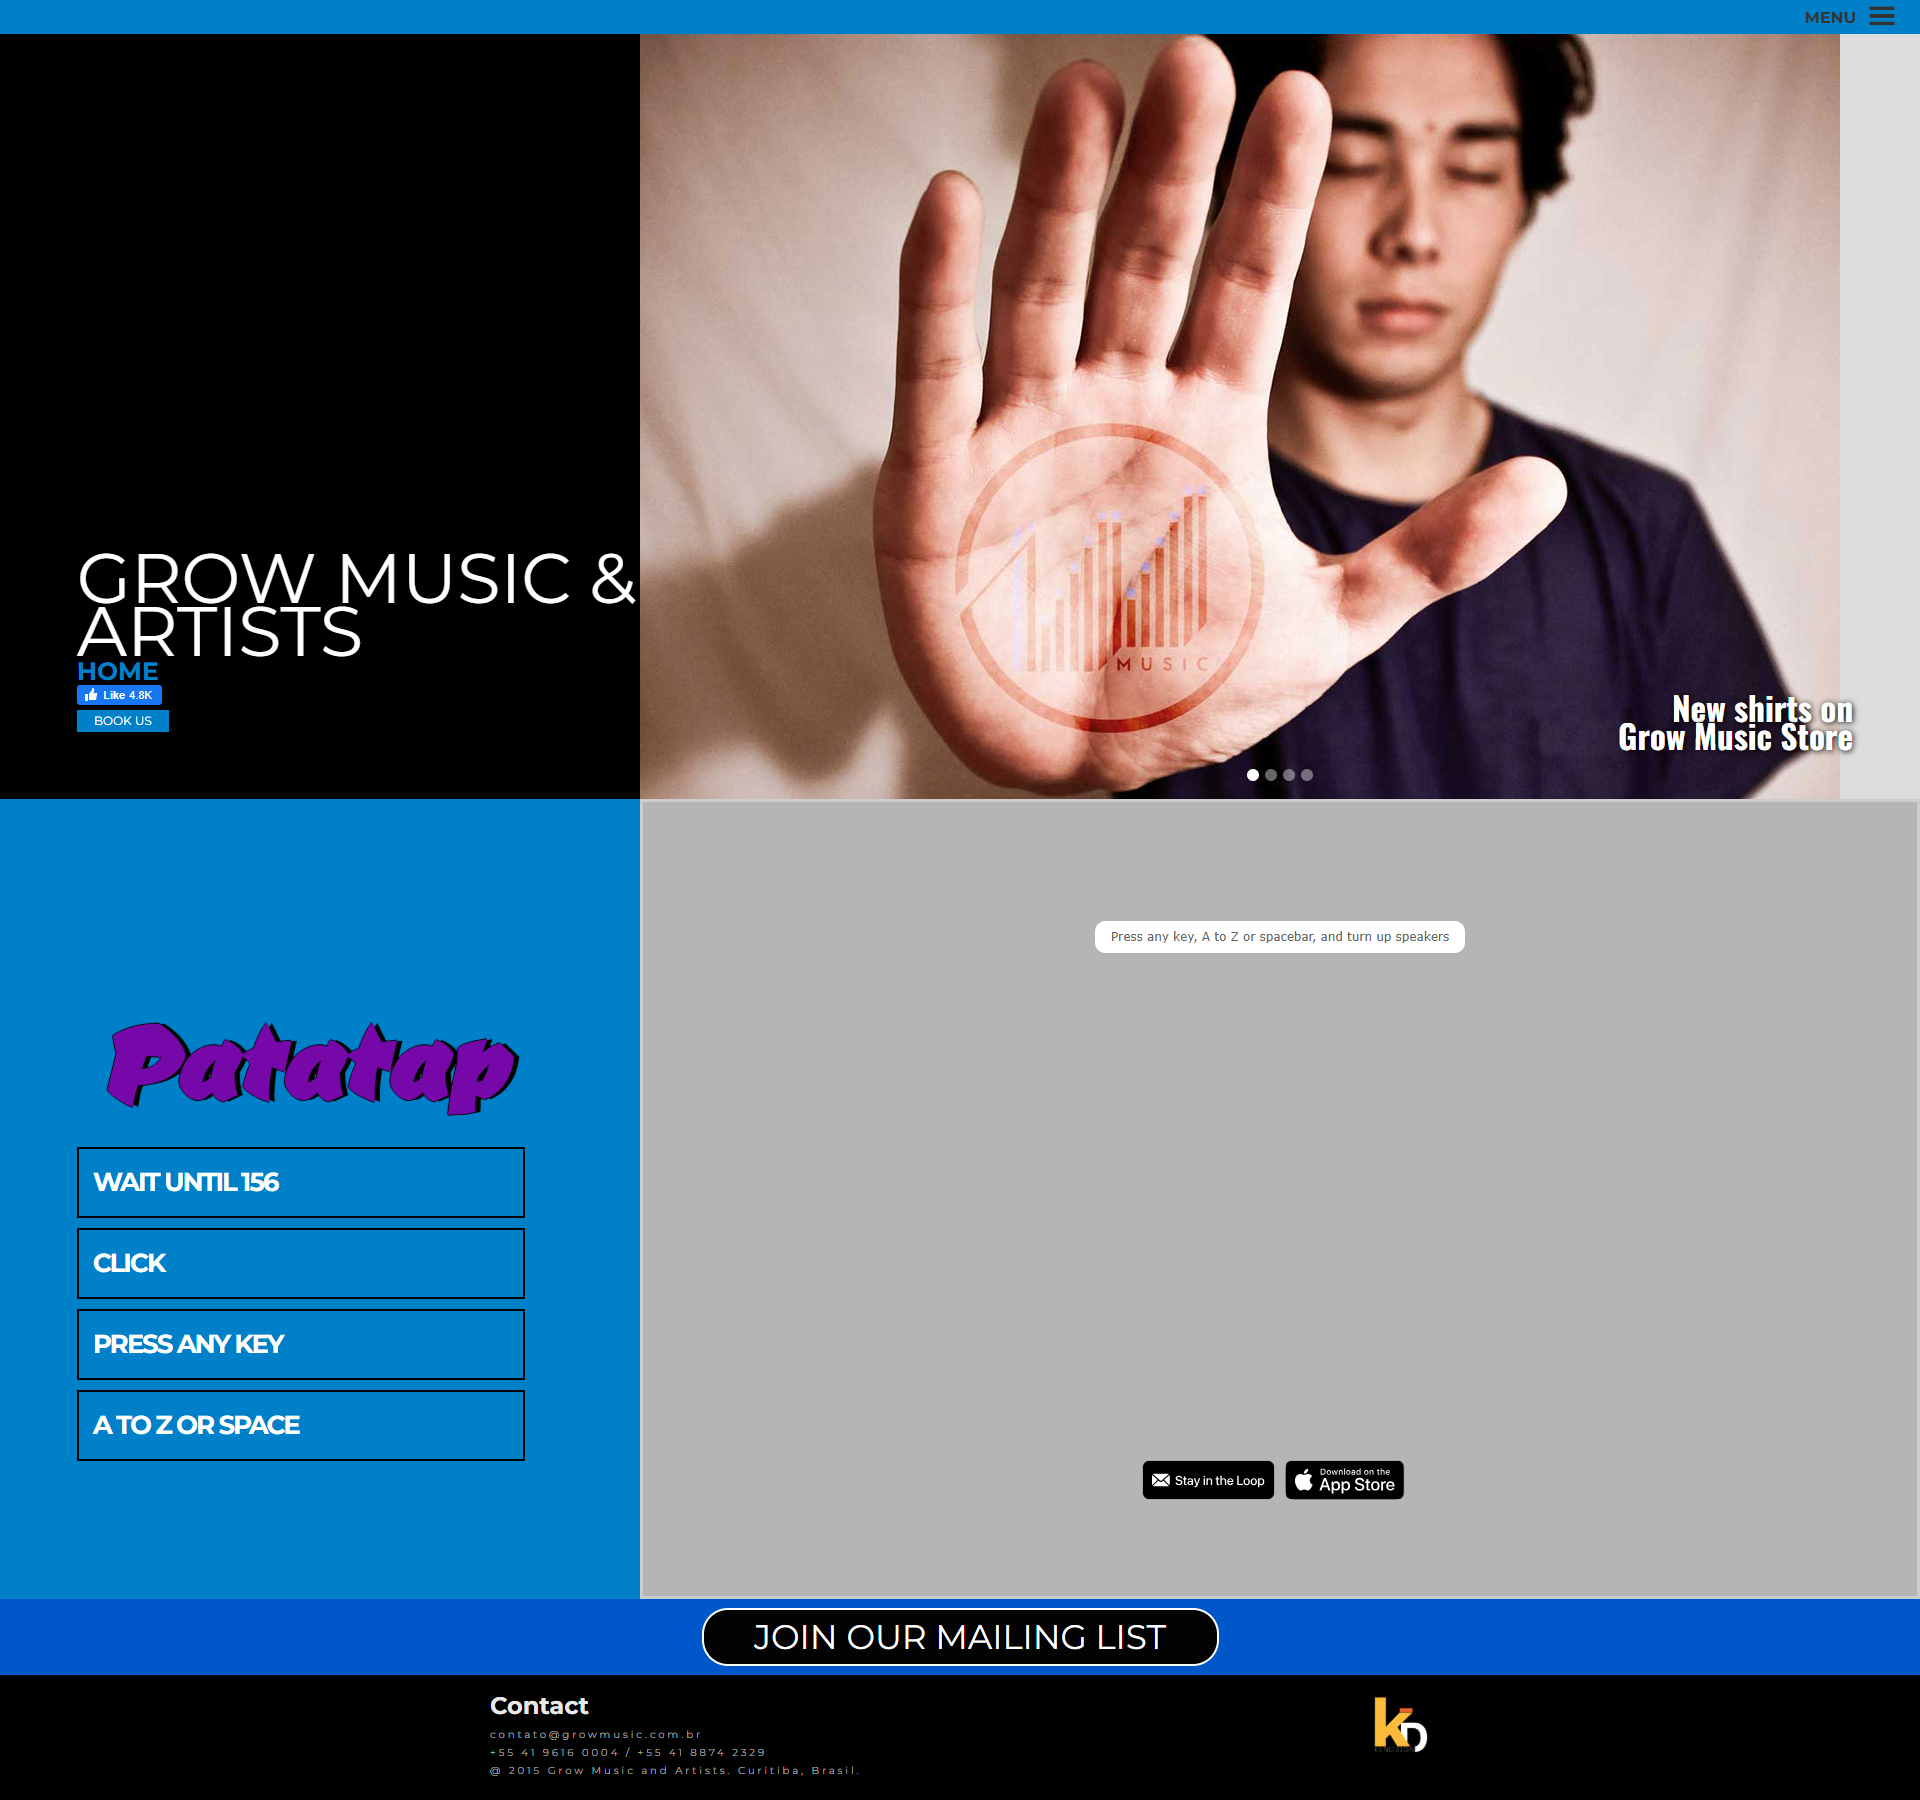 MENU
GROW MUSIC &
ARTISTS
HOME
Like 4.8K
BOOK US
MUSIC
New shirts on
Grow Music Store
Press any key, A to Z or spacebar, and turn up speakers
Patatap
WAIT UNTIL 156
CLICK
PRESS ANY KEY
A TO Z OR SPACE
Stay in the Loop
Download on the
App Store
JOIN OUR MAILING LIST
Contact
contato@growmusic.com.br
+55 41 9616 0004 / +55 41 8874 2329
@ 2015 Grow Music and Artists. Curitiba, Brasil.
KD